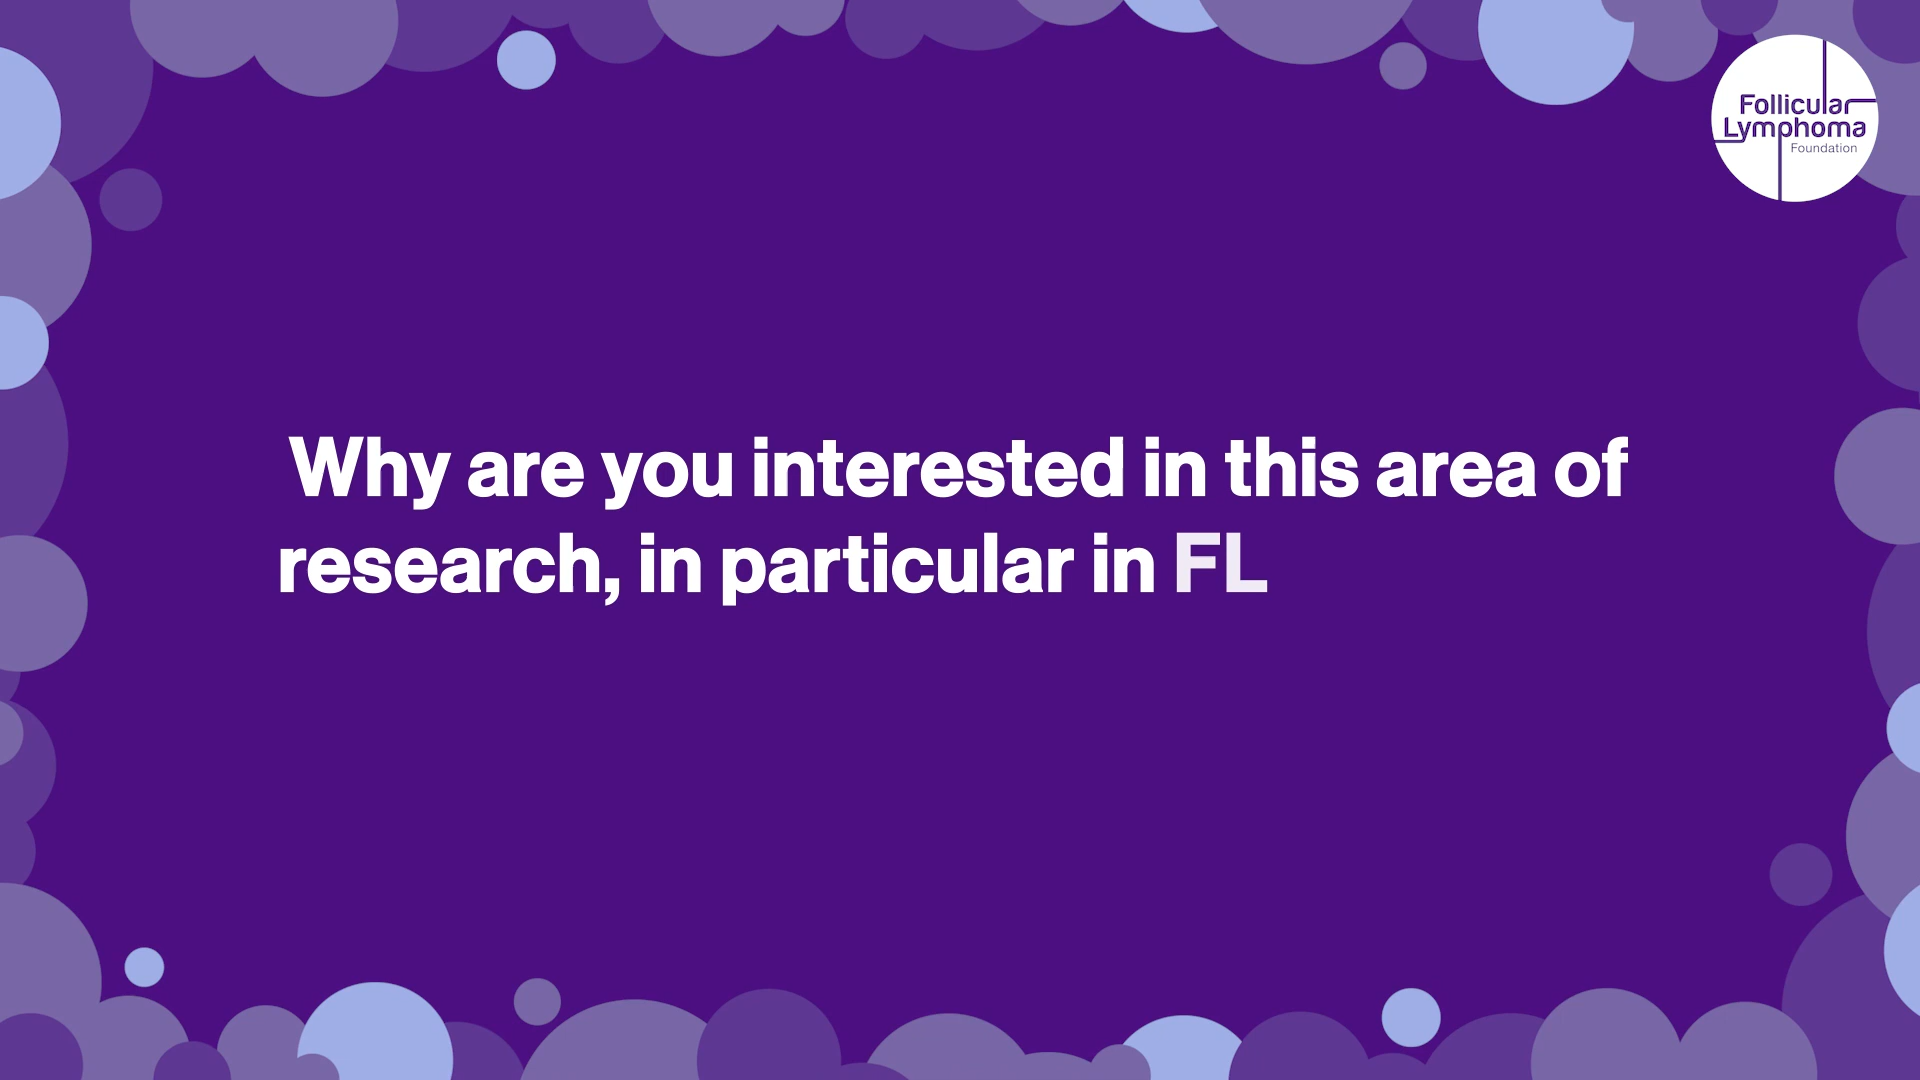 Follicular
Lymphoma
Foundation
Why are you interested in this area of
research, in particular in FL